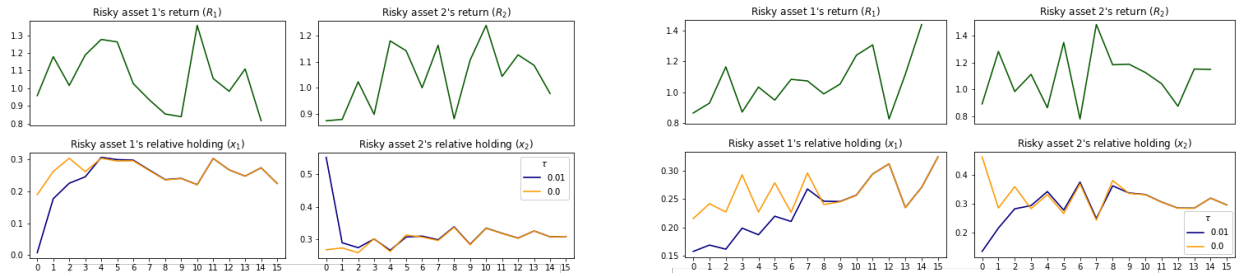 Risky asset 1's return (R₁)
1.3
1.2
1.1
1.0
0.9
0.8
Risky asset 2's return (R₂)
1.2
1.1
1.0
0.9
Risky asset 1's relative holding (x₁)
0.3
0.2
0.1
0.0
0 1 2 3 4 5 6 7 8 9 10 11 12 13 14 15
Risky asset 2's relative holding (x₂)
0.5
0.4
0.3
τ
0.01
0.0
0 1 2 3 4 5 6 7 8 9 10 11 12 13 14 15
Risky asset 1's return (R₁)
1.4
1.2
1.0
0.8
Risky asset 2's return (R₂)
1.4
1.2
1.0
0.8
Risky asset 1's relative holding (x₁)
0.30
0.25
0.20
0.15
0 1 2 3 4 5 6 7 8 9 10 11 12 13 14 15
Risky asset 2's relative holding (x₂)
0.4
0.3
0.2
τ
0.01
0.0
0 1 2 3 4 5 6 7 8 9 10 11 12 13 14 15